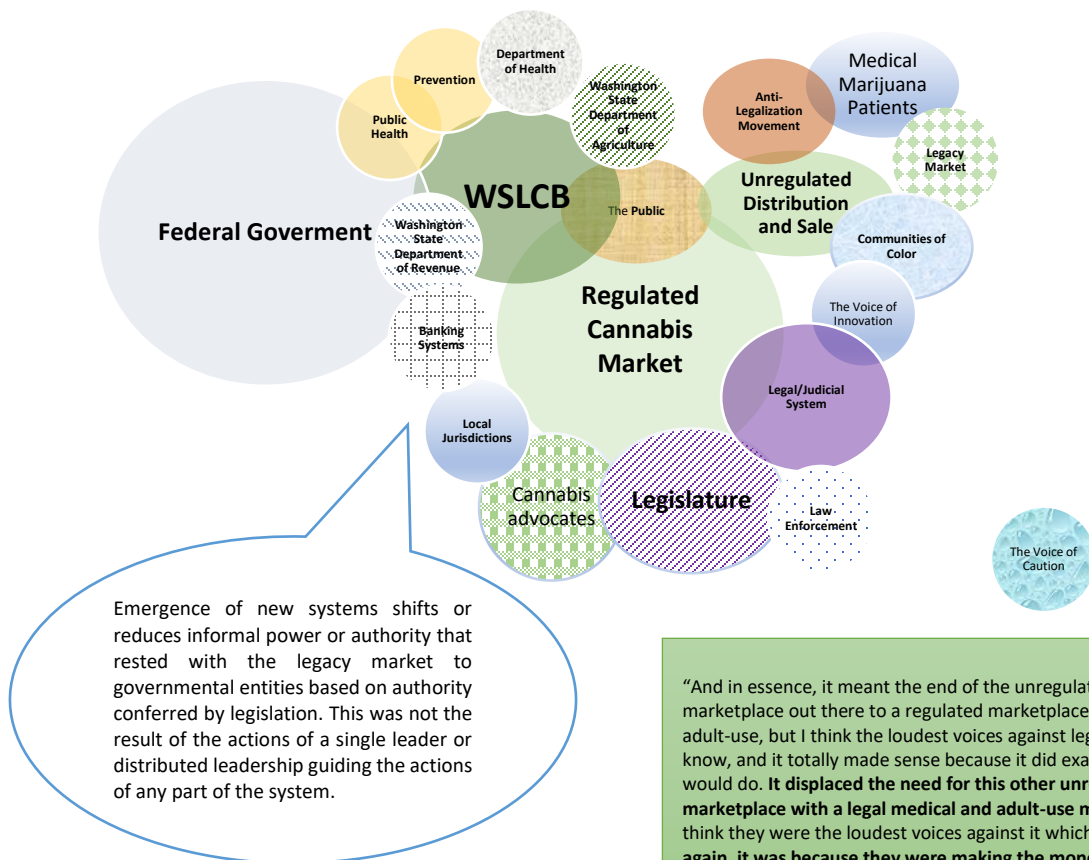 Department
of Health
Prevention
Public
Health
Washington
State
Department
of
Agriculture
Anti-
Legalization
Movement
Medical
Marijuana
Patients
Legacy
Market
WSLCB
The Public
Unregulated
Distribution
and Sale
Federal Goverment
Washington
State
Department
of Revenue
Communities of
Color
Banking
Systems
Regulated
Cannabis
Market
The Voice of
Innovation
Legal/Judicial
System
Local
Jurisdictions
Cannabis
advocates
Legislature
Law
Enforcement
The Voice of
Caution
Emergence of new systems shifts or
reduces informal power or authority that
rested with the legacy market to
governmental entities based on authority
conferred by legislation. This was not the
result of the actions of a single leader or
distributed leadership guiding the actions
of any part of the system.
“And in essence, it meant the end of the
marketplace out there to a regulated marketplace
adult-use, but I think the loudest voices against
know, and it totally made sense because it did
would do. It displaced the need for this other
marketplace with a legal medical and adult-use
think they were the loudest voices against it which
again, it was because they were making the